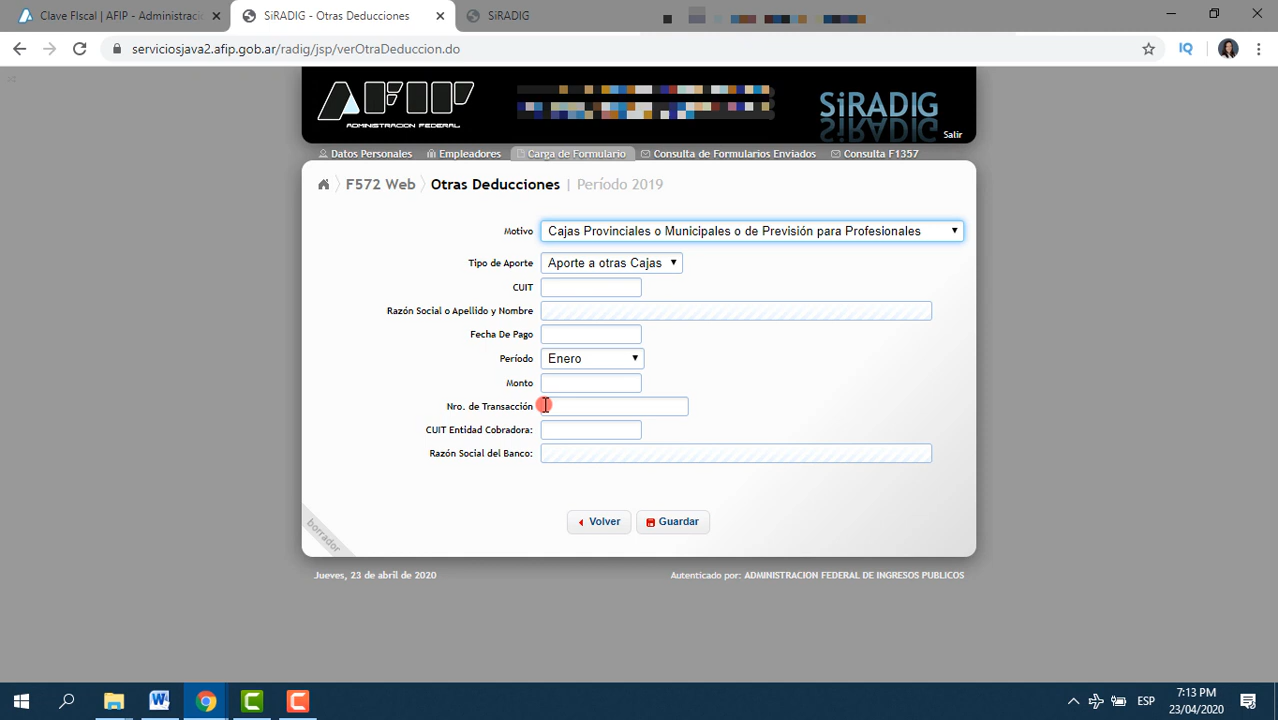 Clave FIscal | AFIP - Administraci
SiRADIG - Otras Deducciones
SiRADIG
serviciosjava2.afip.gob.ar/radig/jsp/verOtraDeduccion.do
IQ
AFIP
ADMINISTRACION FEDERAL
SiRADIG
Salir
Datos Personales
Empleadores
Carga de Formulario
Consulta de Formularios Enviados
Consulta F1357
F572 Web
Otras Deducciones | Período 2019
Motivo Cajas Provinciales o Municipales o de Previsión para Profesionales
Tipo de Aporte Aporte a otras Cajas
CUIT
Razón Social o Apellido y Nombre
Fecha De Pago
Período Enero
Monto
Nro. de Transacción
CUIT Entidad Cobradora:
Razón Social del Banco:
Volver
Guardar
borrador
Jueves, 23 de abril de 2020
Autenticado por: ADMINISTRACION FEDERAL DE INGRESOS PUBLICOS
ESP
7:13 PM
23/04/2020